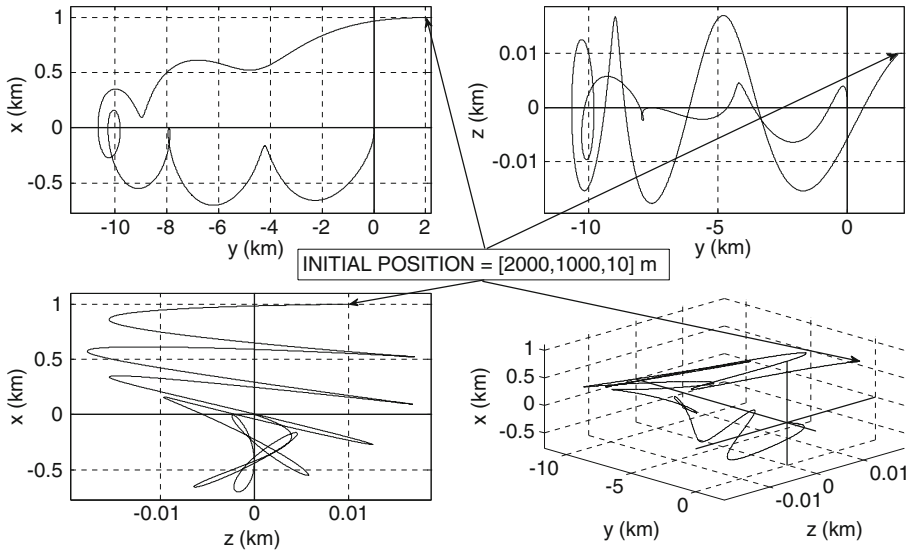 1
0.5
0
-0.5
x (km)
-10 -8 -6 -4 -2 0 2
y (km)
0.01
0
-0.01
z (km)
-10 -5 0
y (km)
INITIAL POSITION = [2000,1000,10] m
1
0.5
0
-0.5
x (km)
-0.01 0 0.01
z (km)
1
0.5
0
-0.5
x (km)
-10 -5 0
y (km)
-0.01 0 0.01
z (km)